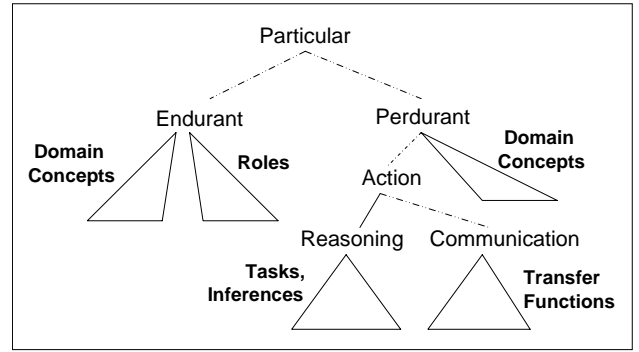 Particular
Endurant
Perdurant
Domain
Concepts
Roles
Domain
Concepts
Action
Reasoning
Communication
Tasks,
Inferences
Transfer
Functions